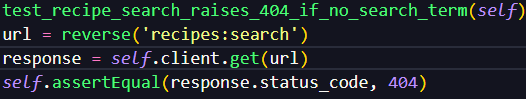 test_recipe_search_raises_404_if_no_search_term(self)
url = reverse('recipes:search')
response = self.client.get(url)
self.assertEqual(response.status_code, 404)